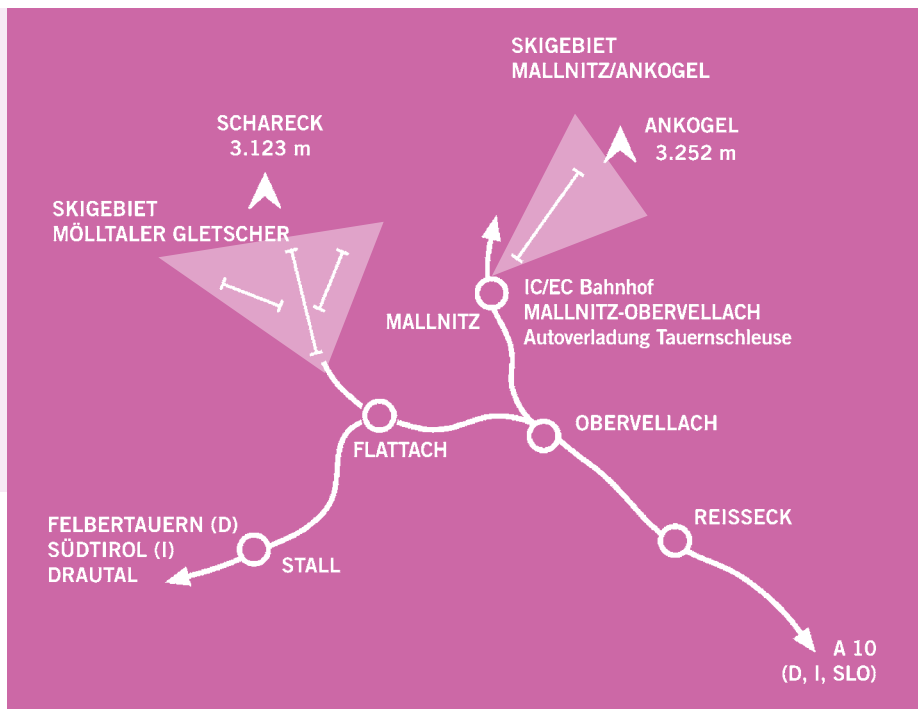 SKIGEBIET
MALLNITZ/ANKOGEL
SCHARECK
3.123 m
ANKOGEL
3.252 m
SKIGEBIET
MÖLLTALER GLETSCHER
IC/EC Bahnhof
MALLNITZ-OBERVELLACH
Autoverladung Tauernschleuse
MALLNITZ
OBERVELLACH
FLATTACH
REISSECK
FELBERTAUERN (D)
SÜDTIROL (I)
DRAUTAL
STALL
A 10
(D, I, SLO)